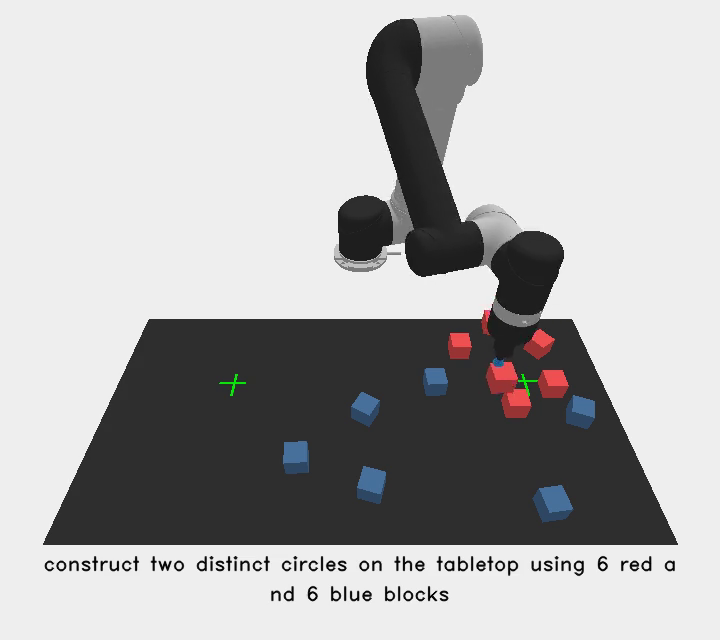 construct two distinct circles on the tabletop using 6 red a
nd 6 blue blocks